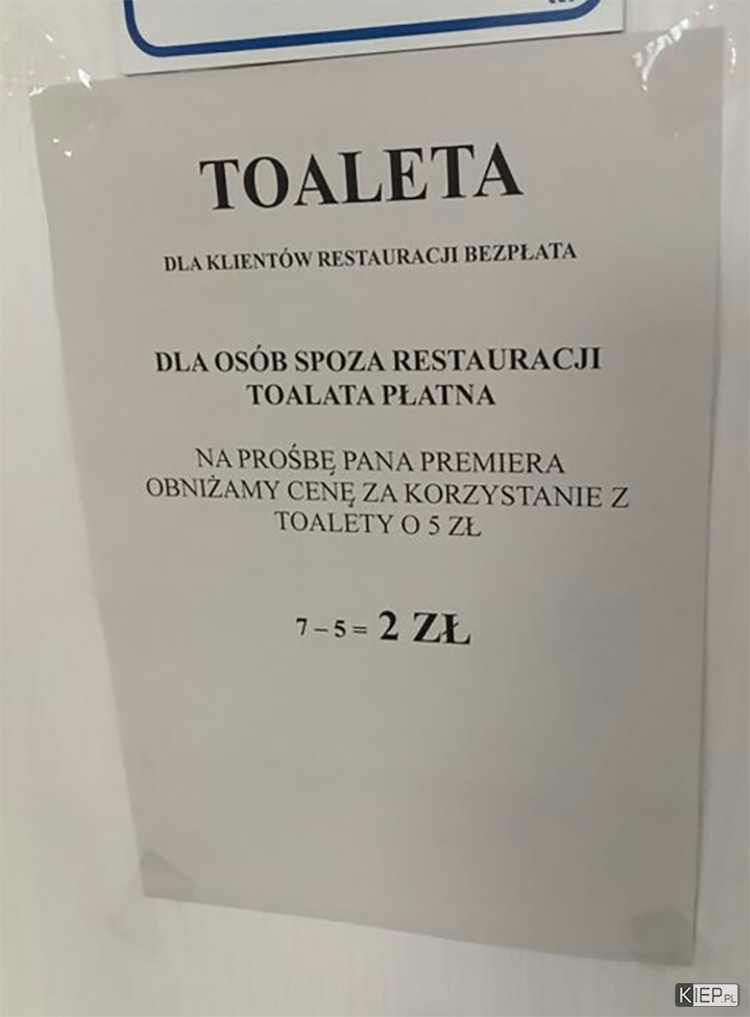 TOALETA
DLA KLIENTÓW RESTAURACJI BEZPŁATA
DLA OSÓB SPOZA RESTAURACJI
TOALATA PŁATNA
NA PROŚBĘ PANA PREMIERA
OBNIŻAMY CENĘ ZA KORZYSTANIE Z
TOALETY O 5 ZŁ
7 – 5 = 2 ZŁ
KIEP.PL